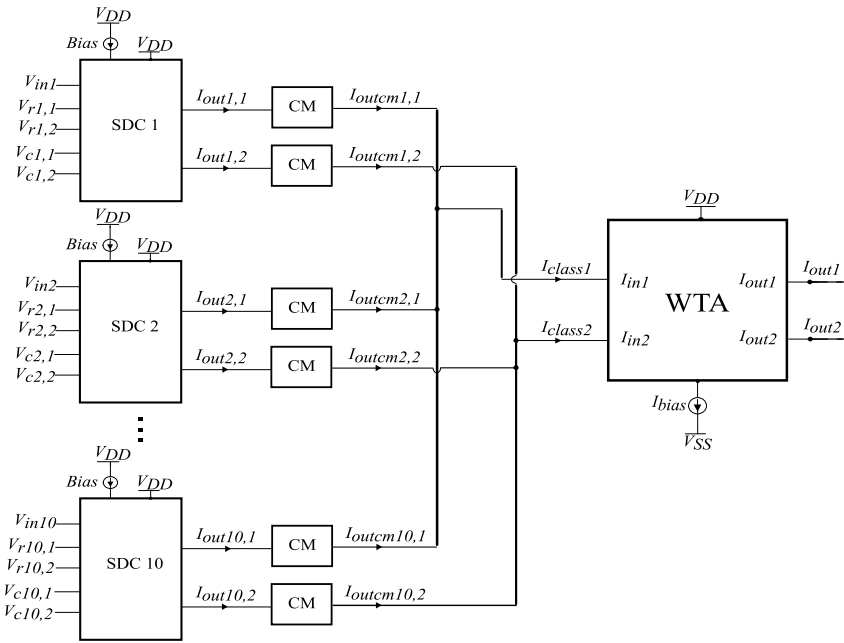 VDD
Bias
VDD
Vin1
Vr1,1
Vr1,2
Vc1,1
Vc1,2
SDC 1
Iout1,1
CM
Ioutcm1,1
Iout1,2
CM
Ioutcm1,2
VDD
Bias
VDD
Vin2
Vr2,1
Vr2,2
Vc2,1
Vc2,2
SDC 2
Iout2,1
CM
Ioutcm2,1
Iout2,2
CM
Ioutcm2,2
VDD
Bias
VDD
Vin10
Vr10,1
Vr10,2
Vc10,1
Vc10,2
SDC 10
Iout10,1
CM
Ioutcm10,1
Iout10,2
CM
Ioutcm10,2
Iclass1
Iclass2
VDD
Iin1
Iin2
WTA
Iout1
Iout2
Iout1
Iout2
Ibias
VSS